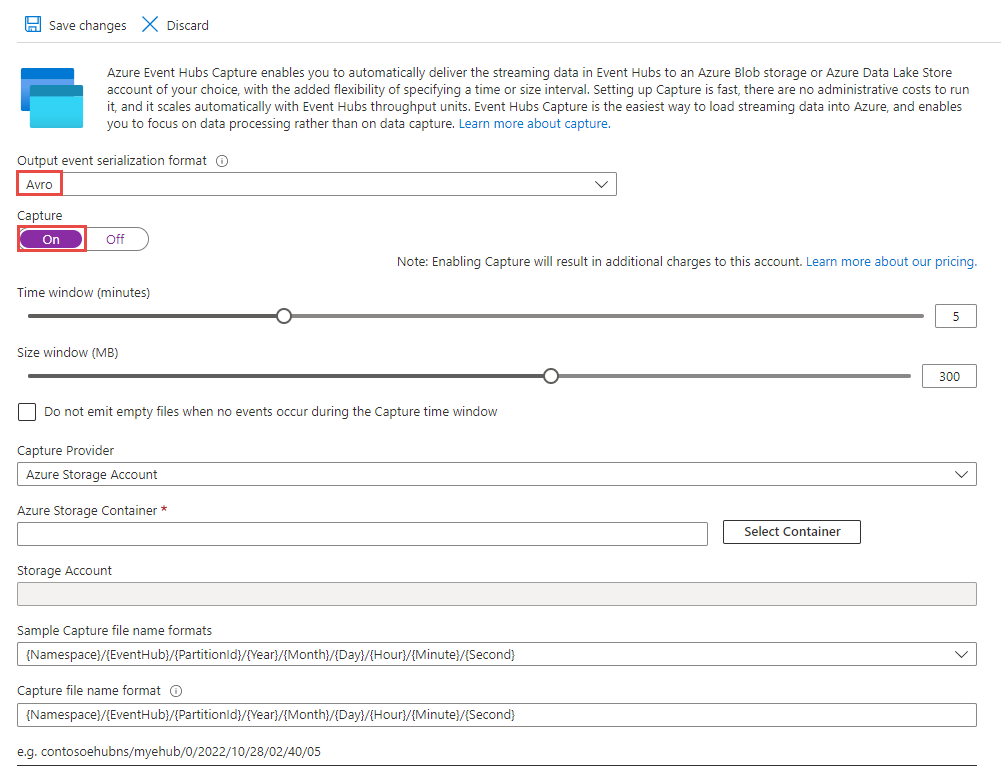 Save changes Discard
Azure Event Hubs Capture enables you to automatically deliver the streaming data in Event Hubs to an Azure Blob storage or Azure Data Lake Store
account of your choice, with the added flexibility of specifying a time or size interval. Setting up Capture is fast, there are no administrative costs to run
it, and it scales automatically with Event Hubs throughput units. Event Hubs Capture is the easiest way to load streaming data into Azure, and enables
you to focus on data processing rather than on data capture. Learn more about capture.
Output event serialization format
Avro
Capture
On Off
Note: Enabling Capture will result in additional charges to this account. Learn more about our pricing.
Time window (minutes)
5
Size window (MB)
300
Do not emit empty files when no events occur during the Capture time window
Capture Provider
Azure Storage Account
Azure Storage Container *
Select Container
Storage Account
Sample Capture file name formats
{Namespace}/{EventHub}/{PartitionId}/{Year}/{Month}/{Day}/{Hour}/{Minute}/{Second}
Capture file name format
{Namespace}/{EventHub}/{PartitionId}/{Year}/{Month}/{Day}/{Hour}/{Minute}/{Second}
e.g. contosoehubns/myehub/0/2022/10/28/02/40/05